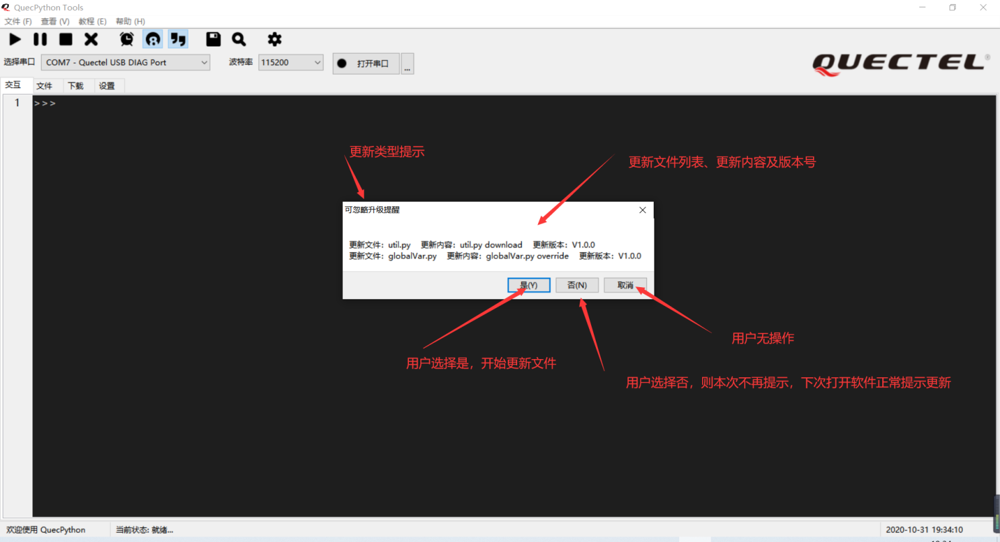 QuecPython Tools
文件 (F) 查看 (V) 教程 (E) 帮助 (H)
选择串口 COM7 - Quectel USB DIAG Port 波特率 115200 打开串口 ...
QUECTEL®
交互 文件 下载 设置
1 >>>
更新类型提示
更新文件列表、更新内容及版本号
可忽略升级提醒
更新文件：util.py 更新内容：util.py download 更新版本：V1.0.0
更新文件：globalVar.py 更新内容：globalVar.py override 更新版本：V1.0.0
是(Y) 否(N) 取消
用户无操作
用户选择是，开始更新文件
用户选择否，则本次不再提示，下次打开软件正常提示更新
欢迎使用 QuecPython 当前状态: 就绪... 2020-10-31 19:34:10